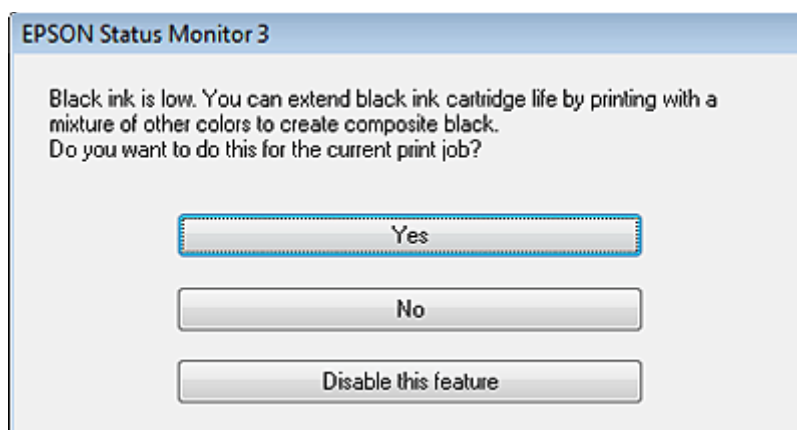 EPSON Status Monitor 3
Black ink is low. You can extend black ink cartridge life by printing with a
mixture of other colors to create composite black.
Do you want to do this for the current print job?
Yes
No
Disable this feature